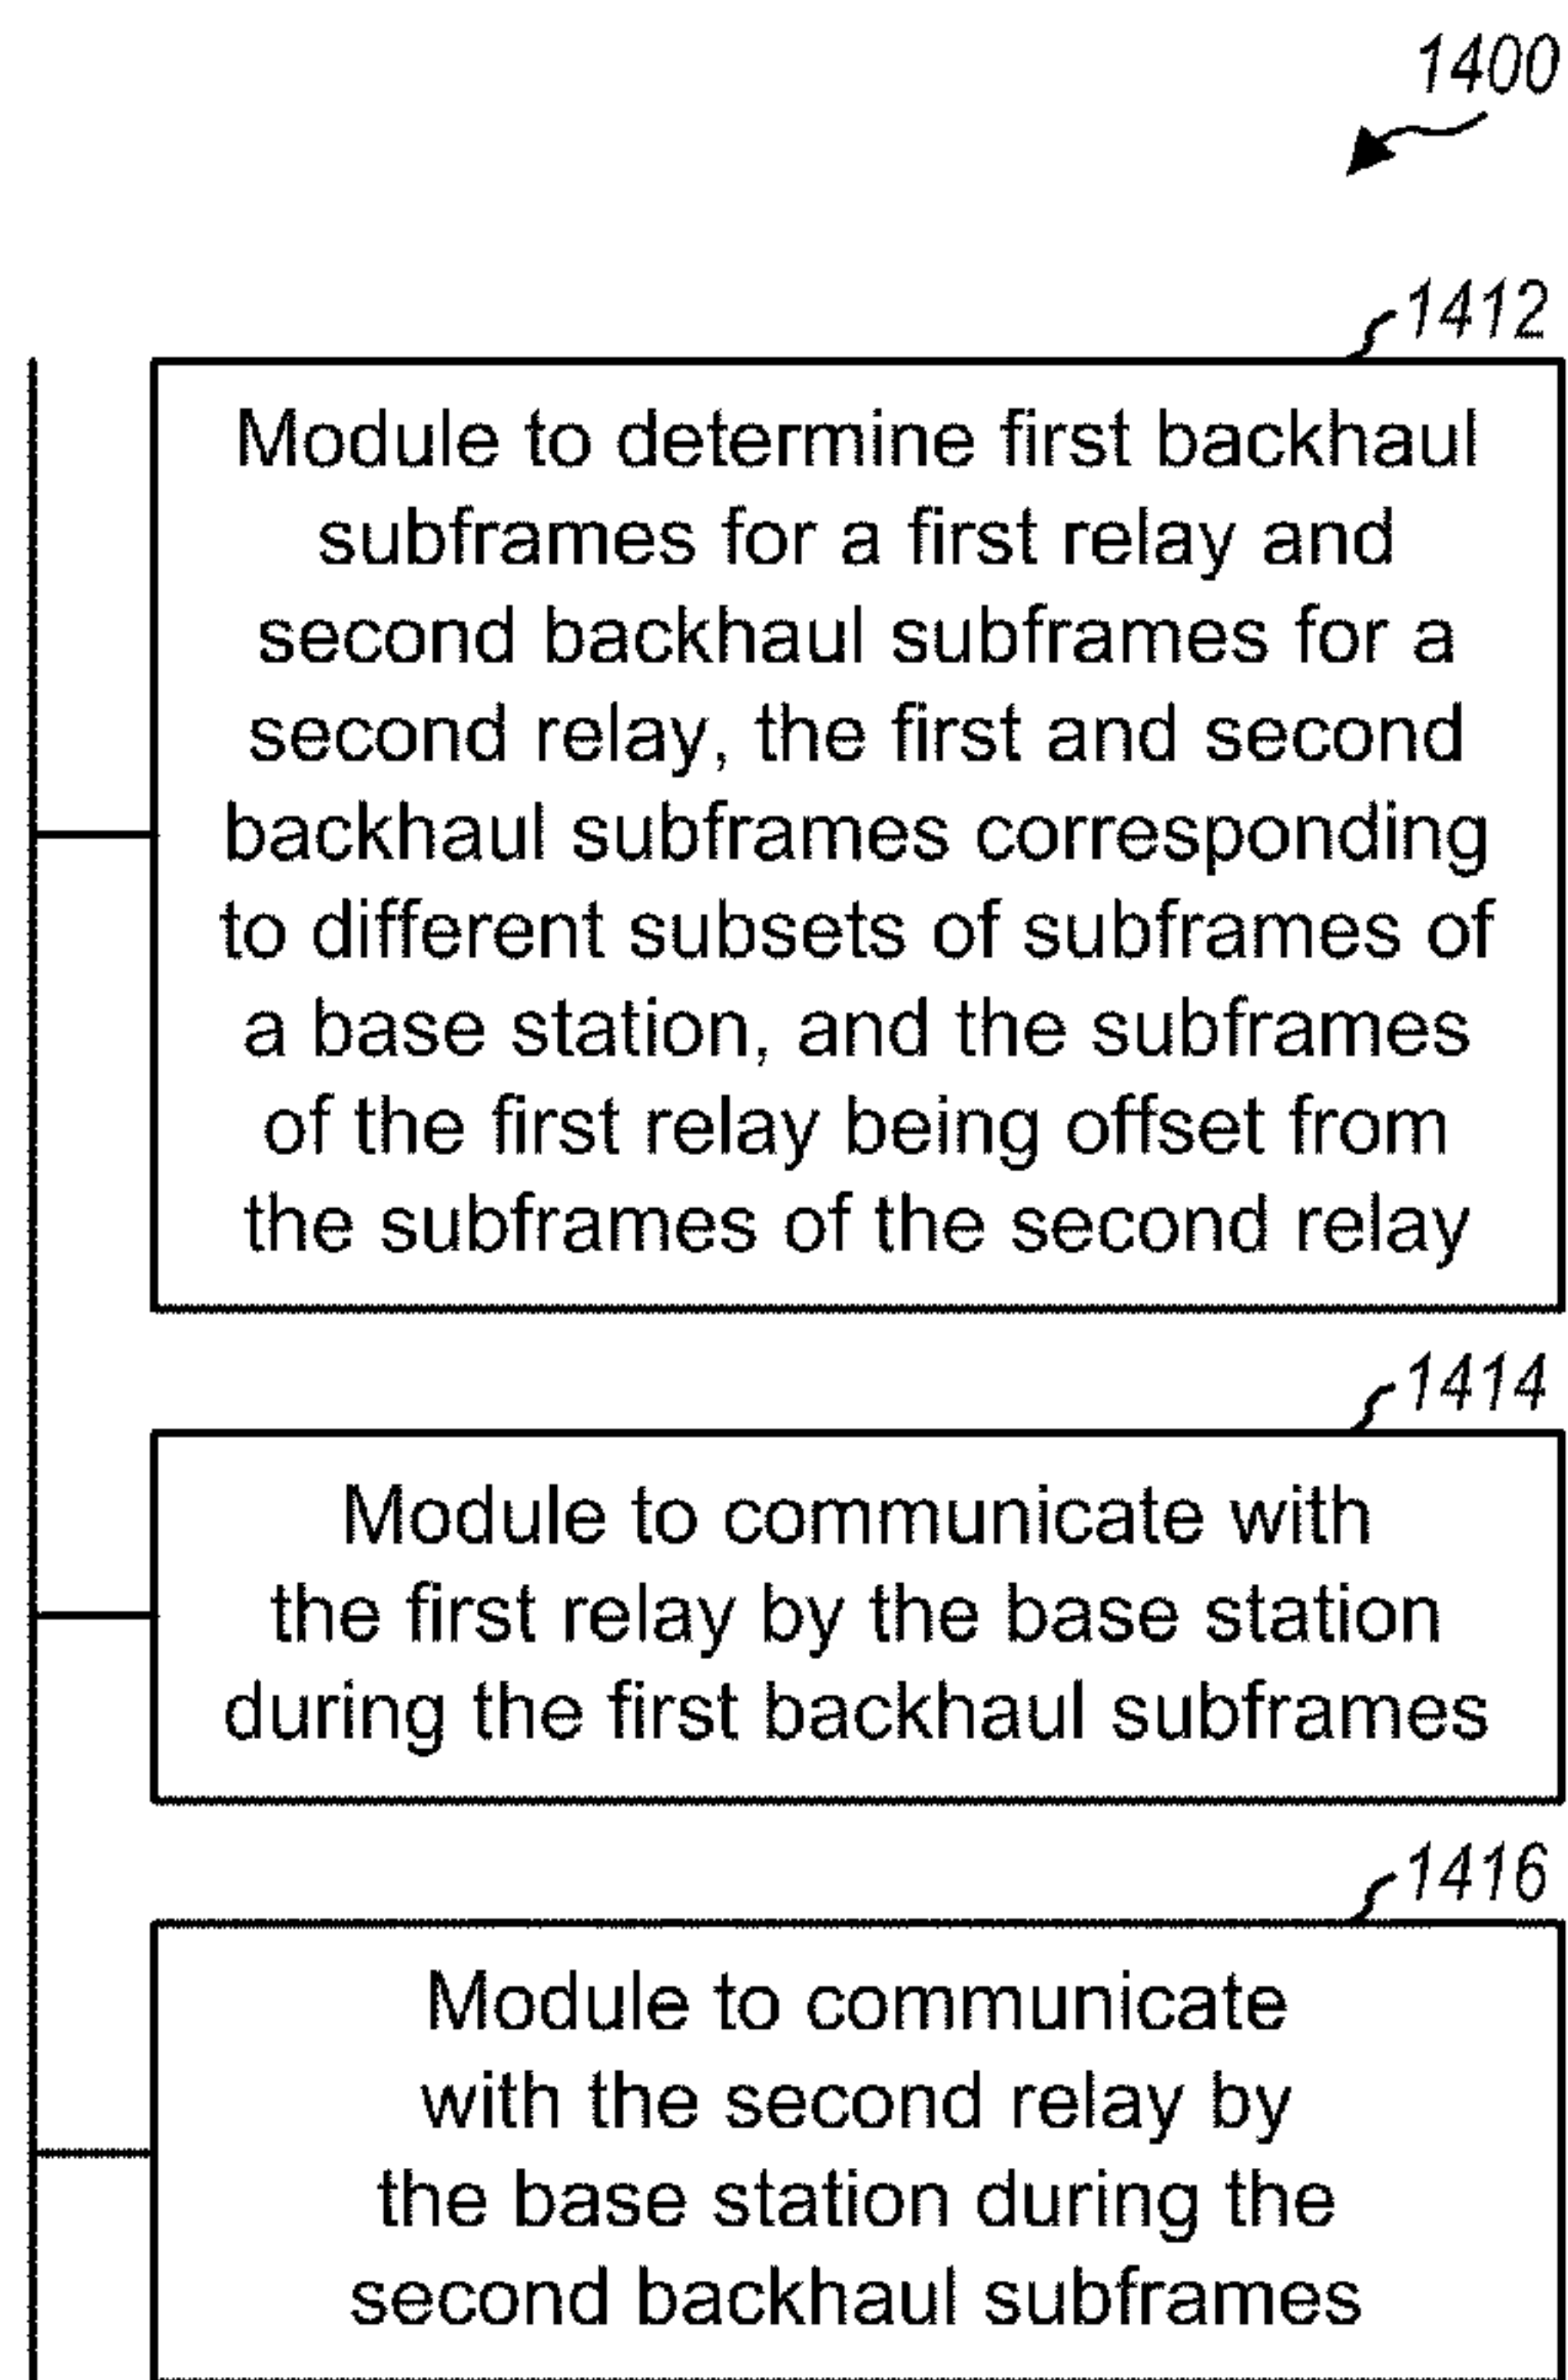 1400
1412
Module to determine first backhaul
subframes for a first relay and
second backhaul subframes for a
second relay, the first and second
backhaul subframes corresponding
to different subsets of subframes of
a base station, and the subframes
of the first relay being offset from
the subframes of the second relay
1414
Module to communicate with
the first relay by the base station
during the first backhaul subframes
1416
Module to communicate
with the second relay by
the base station during the
second backhaul subframes